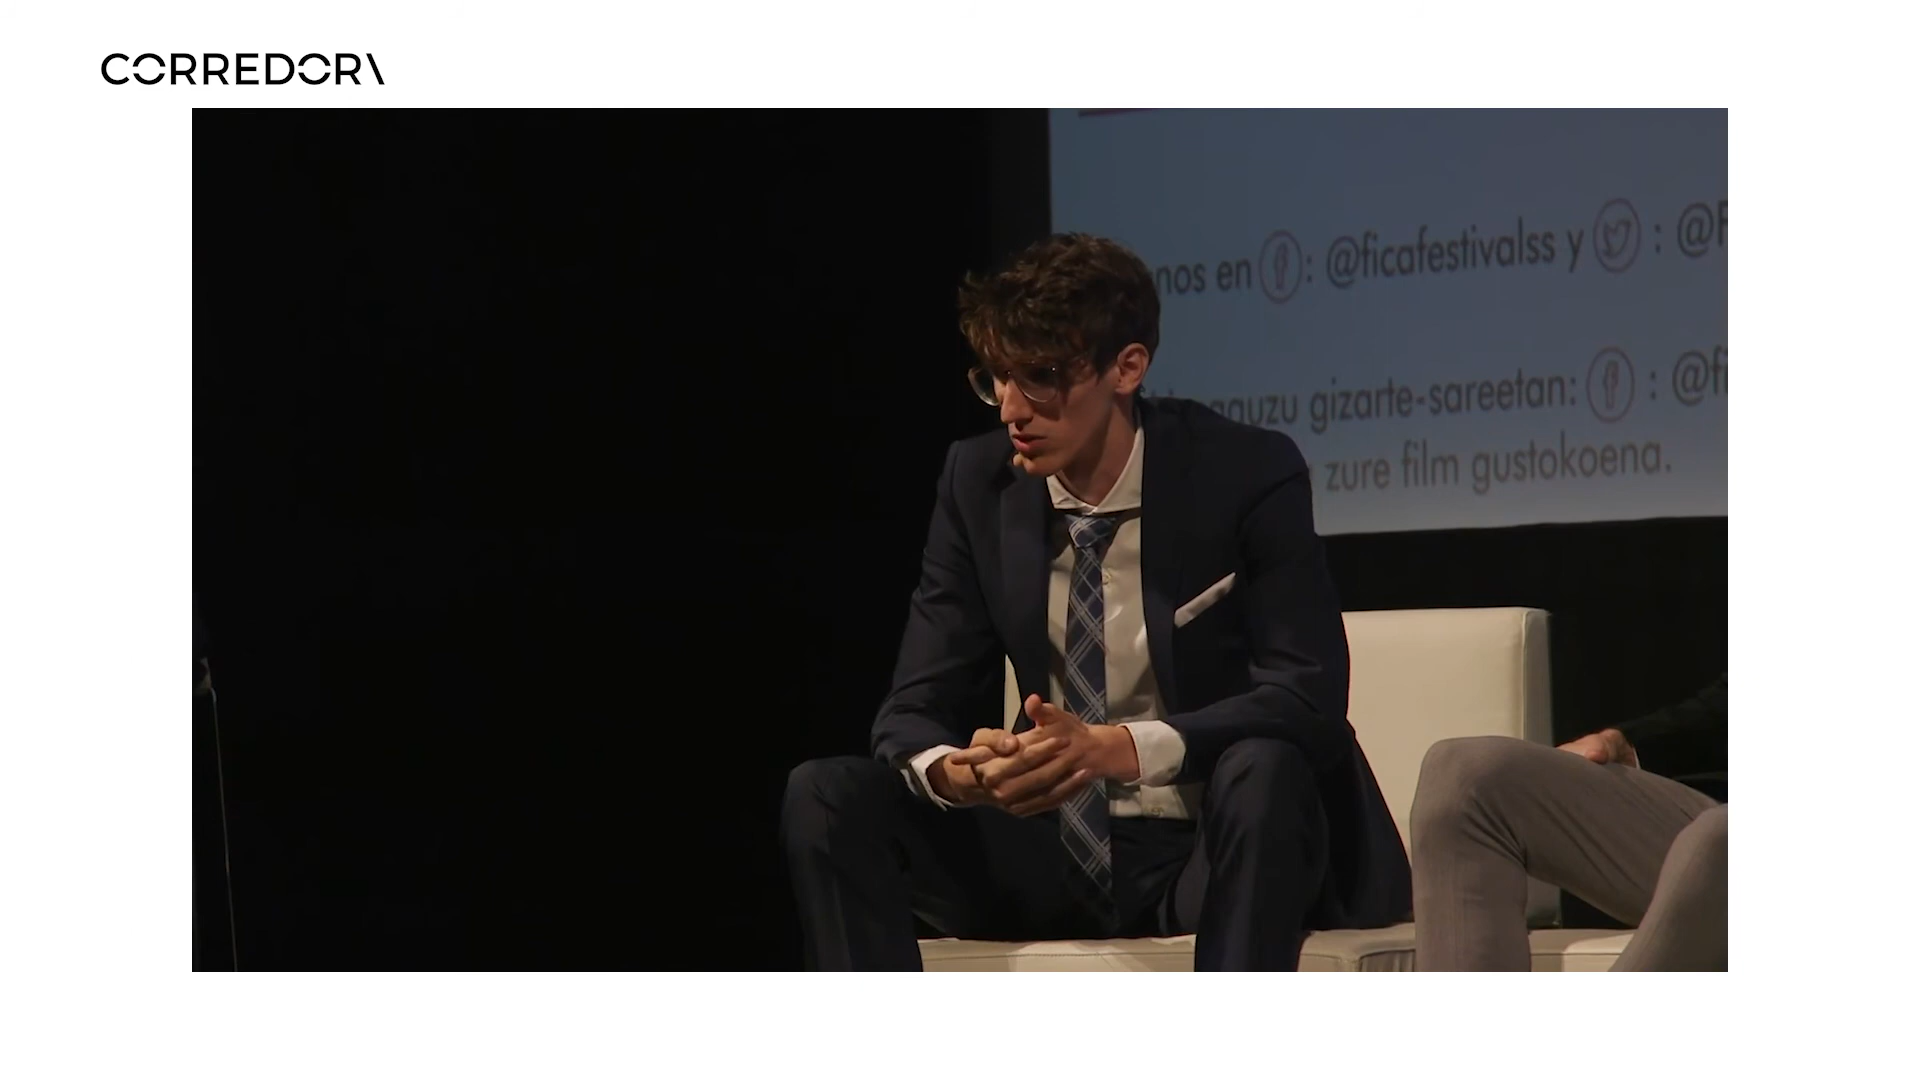 CORREDOR\
nos en : @ficafestivalss y : @F
gizarte-sareetan: : @fi
zure film gustokoena.